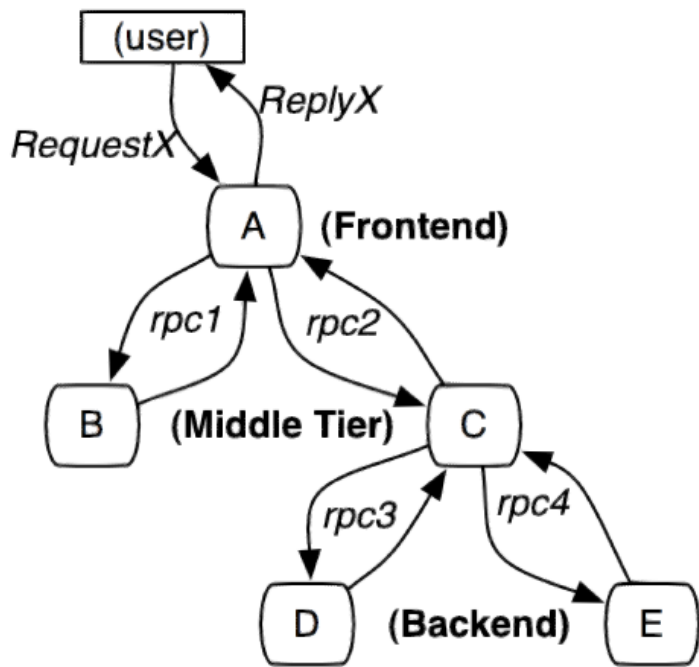 (user)
ReplyX
RequestX
A
(Frontend)
rpc1
rpc2
B
(Middle Tier)
C
rpc3
rpc4
D
(Backend)
E